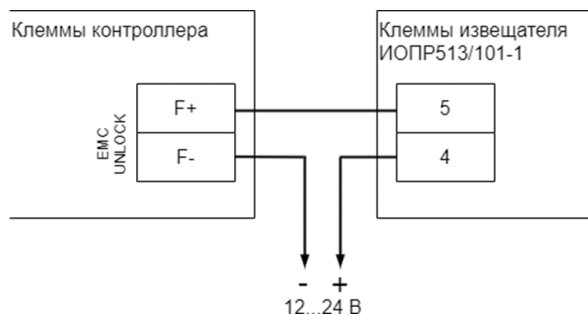 Клеммы контроллера
Клеммы извещателя
ИОПР513/101-1
EMC
UNLOCK
F+
5
F-
4
- +
12...24 В